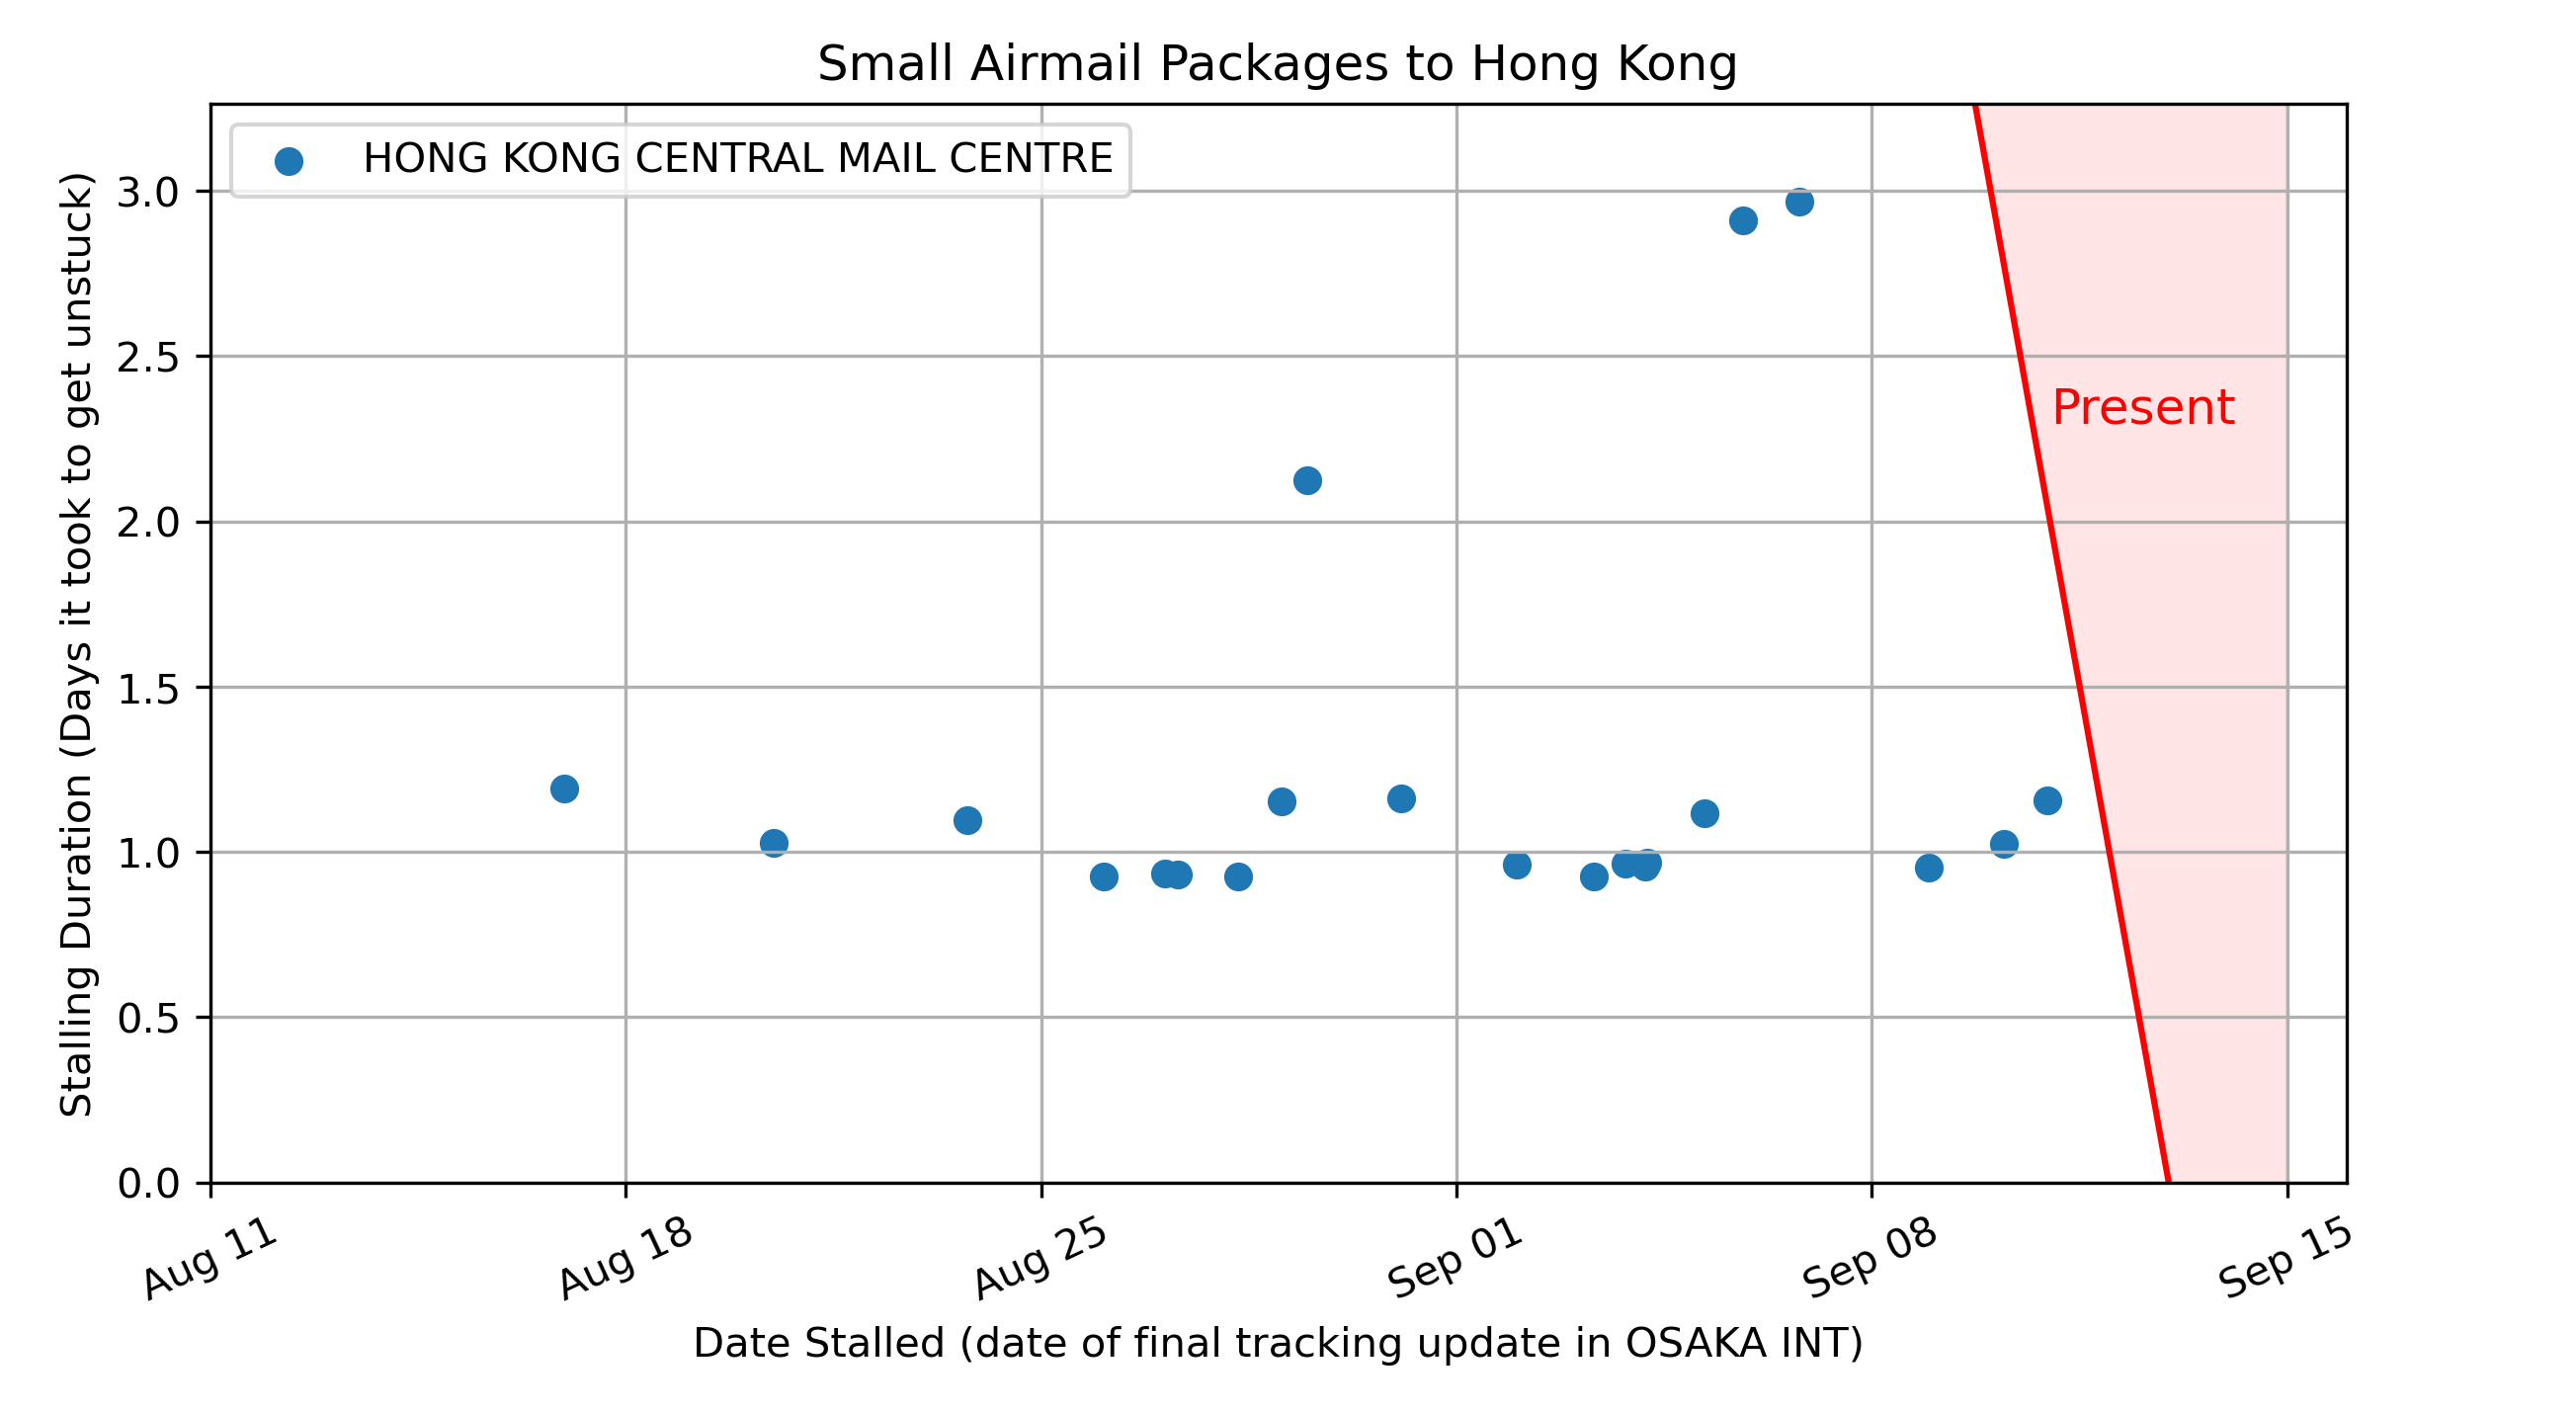 Small Airmail Packages to Hong Kong
HONG KONG CENTRAL MAIL CENTRE
Stalling Duration (Days it took to get unstuck)
3.0
2.5
2.0
1.5
1.0
0.5
0.0
Present
Aug 11
Aug 18
Aug 25
Sep 01
Sep 08
Sep 15
Date Stalled (date of final tracking update in OSAKA INT)